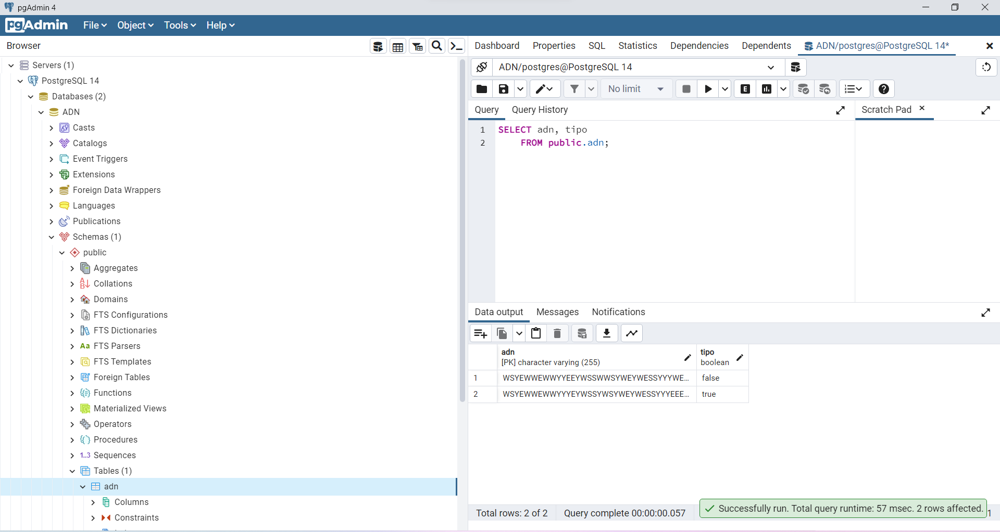 pgAdmin 4
pgAdmin File Object Tools Help
Browser
Servers (1)
PostgreSQL 14
Databases (2)
ADN
Casts
Catalogs
Event Triggers
Extensions
Foreign Data Wrappers
Languages
Publications
Schemas (1)
public
Aggregates
Collations
Domains
FTS Configurations
FTS Dictionaries
Aa FTS Parsers
FTS Templates
Foreign Tables
Functions
Materialized Views
Operators
Procedures
1..3 Sequences
Tables (1)
adn
Columns
Constraints
Dashboard Properties SQL Statistics Dependencies Dependents ADN/postgres@PostgreSQL 14*
ADN/postgres@PostgreSQL 14
No limit E
Query Query History
Scratch Pad
1 SELECT adn, tipo
2 FROM public.adn;
Data output Messages Notifications
adn tipo
[PK] character varying (255) boolean
1 WSYEWWEWWYYEEYWSSWWSYWEYWESSYYYWE... false
2 WSYEWWEWWYYYEYWSSYWSYWEYWESSYYYEEE... true
Total rows: 2 of 2 Query complete 00:00:00.057
Successfully run. Total query runtime: 57 msec. 2 rows affected.
1